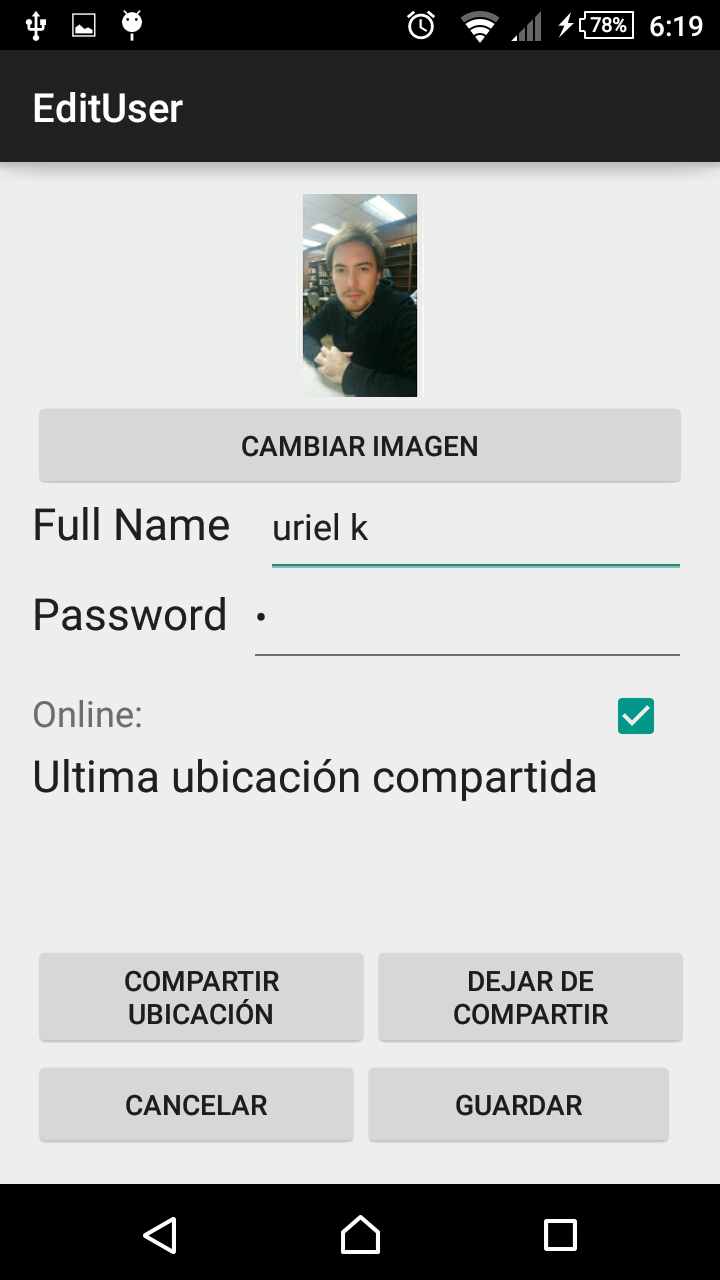 78% 6:19
EditUser
CAMBIAR IMAGEN
Full Name uriel k
Password •
Online:
Ultima ubicación compartida
COMPARTIR DEJAR DE
UBICACIÓN COMPARTIR
CANCELAR GUARDAR